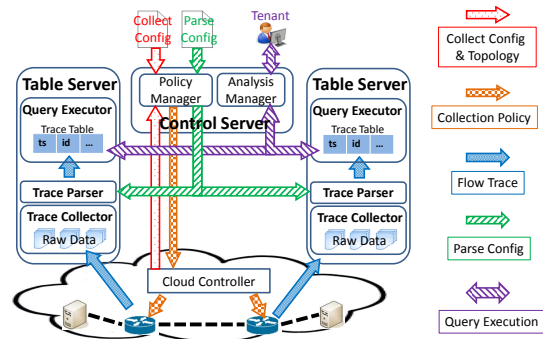 Collect
Config
Parse
Config
Tenant
Table Server
Query Executor
Trace Table
ts id ...
Trace Parser
Trace Collector
Raw Data
Policy
Manager
Analysis
Manager
Control Server
Table Server
Query Executor
Trace Table
ts id ...
Trace Parser
Trace Collector
Raw Data
Cloud Controller
Collect Config
& Topology
Collection Policy
Flow Trace
Parse Config
Query Execution